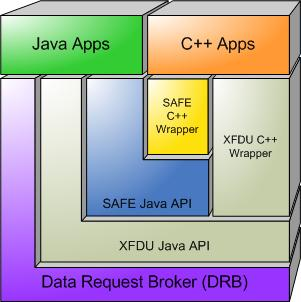 Java Apps
C++ Apps
SAFE
C++
Wrapper
XFDU C++
Wrapper
SAFE Java API
XFDU Java API
Data Request Broker (DRB)